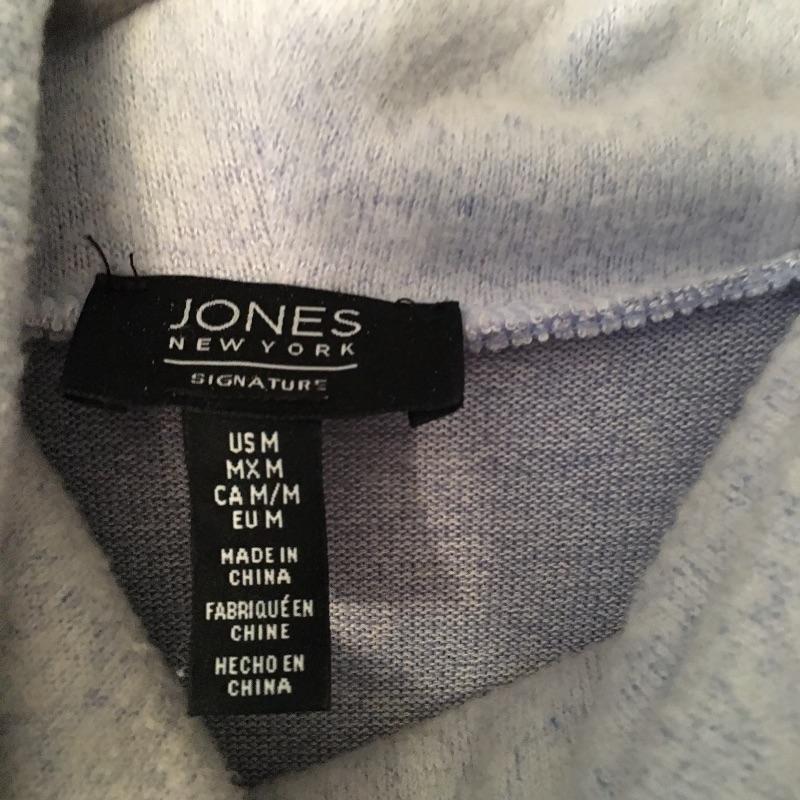 JONES
NEW YORK
SIGNATURE
US M
MX M
CA M/M
EU M
MADE IN
CHINA
FABRIQUÉ EN
CHINE
HECHO EN
CHINA